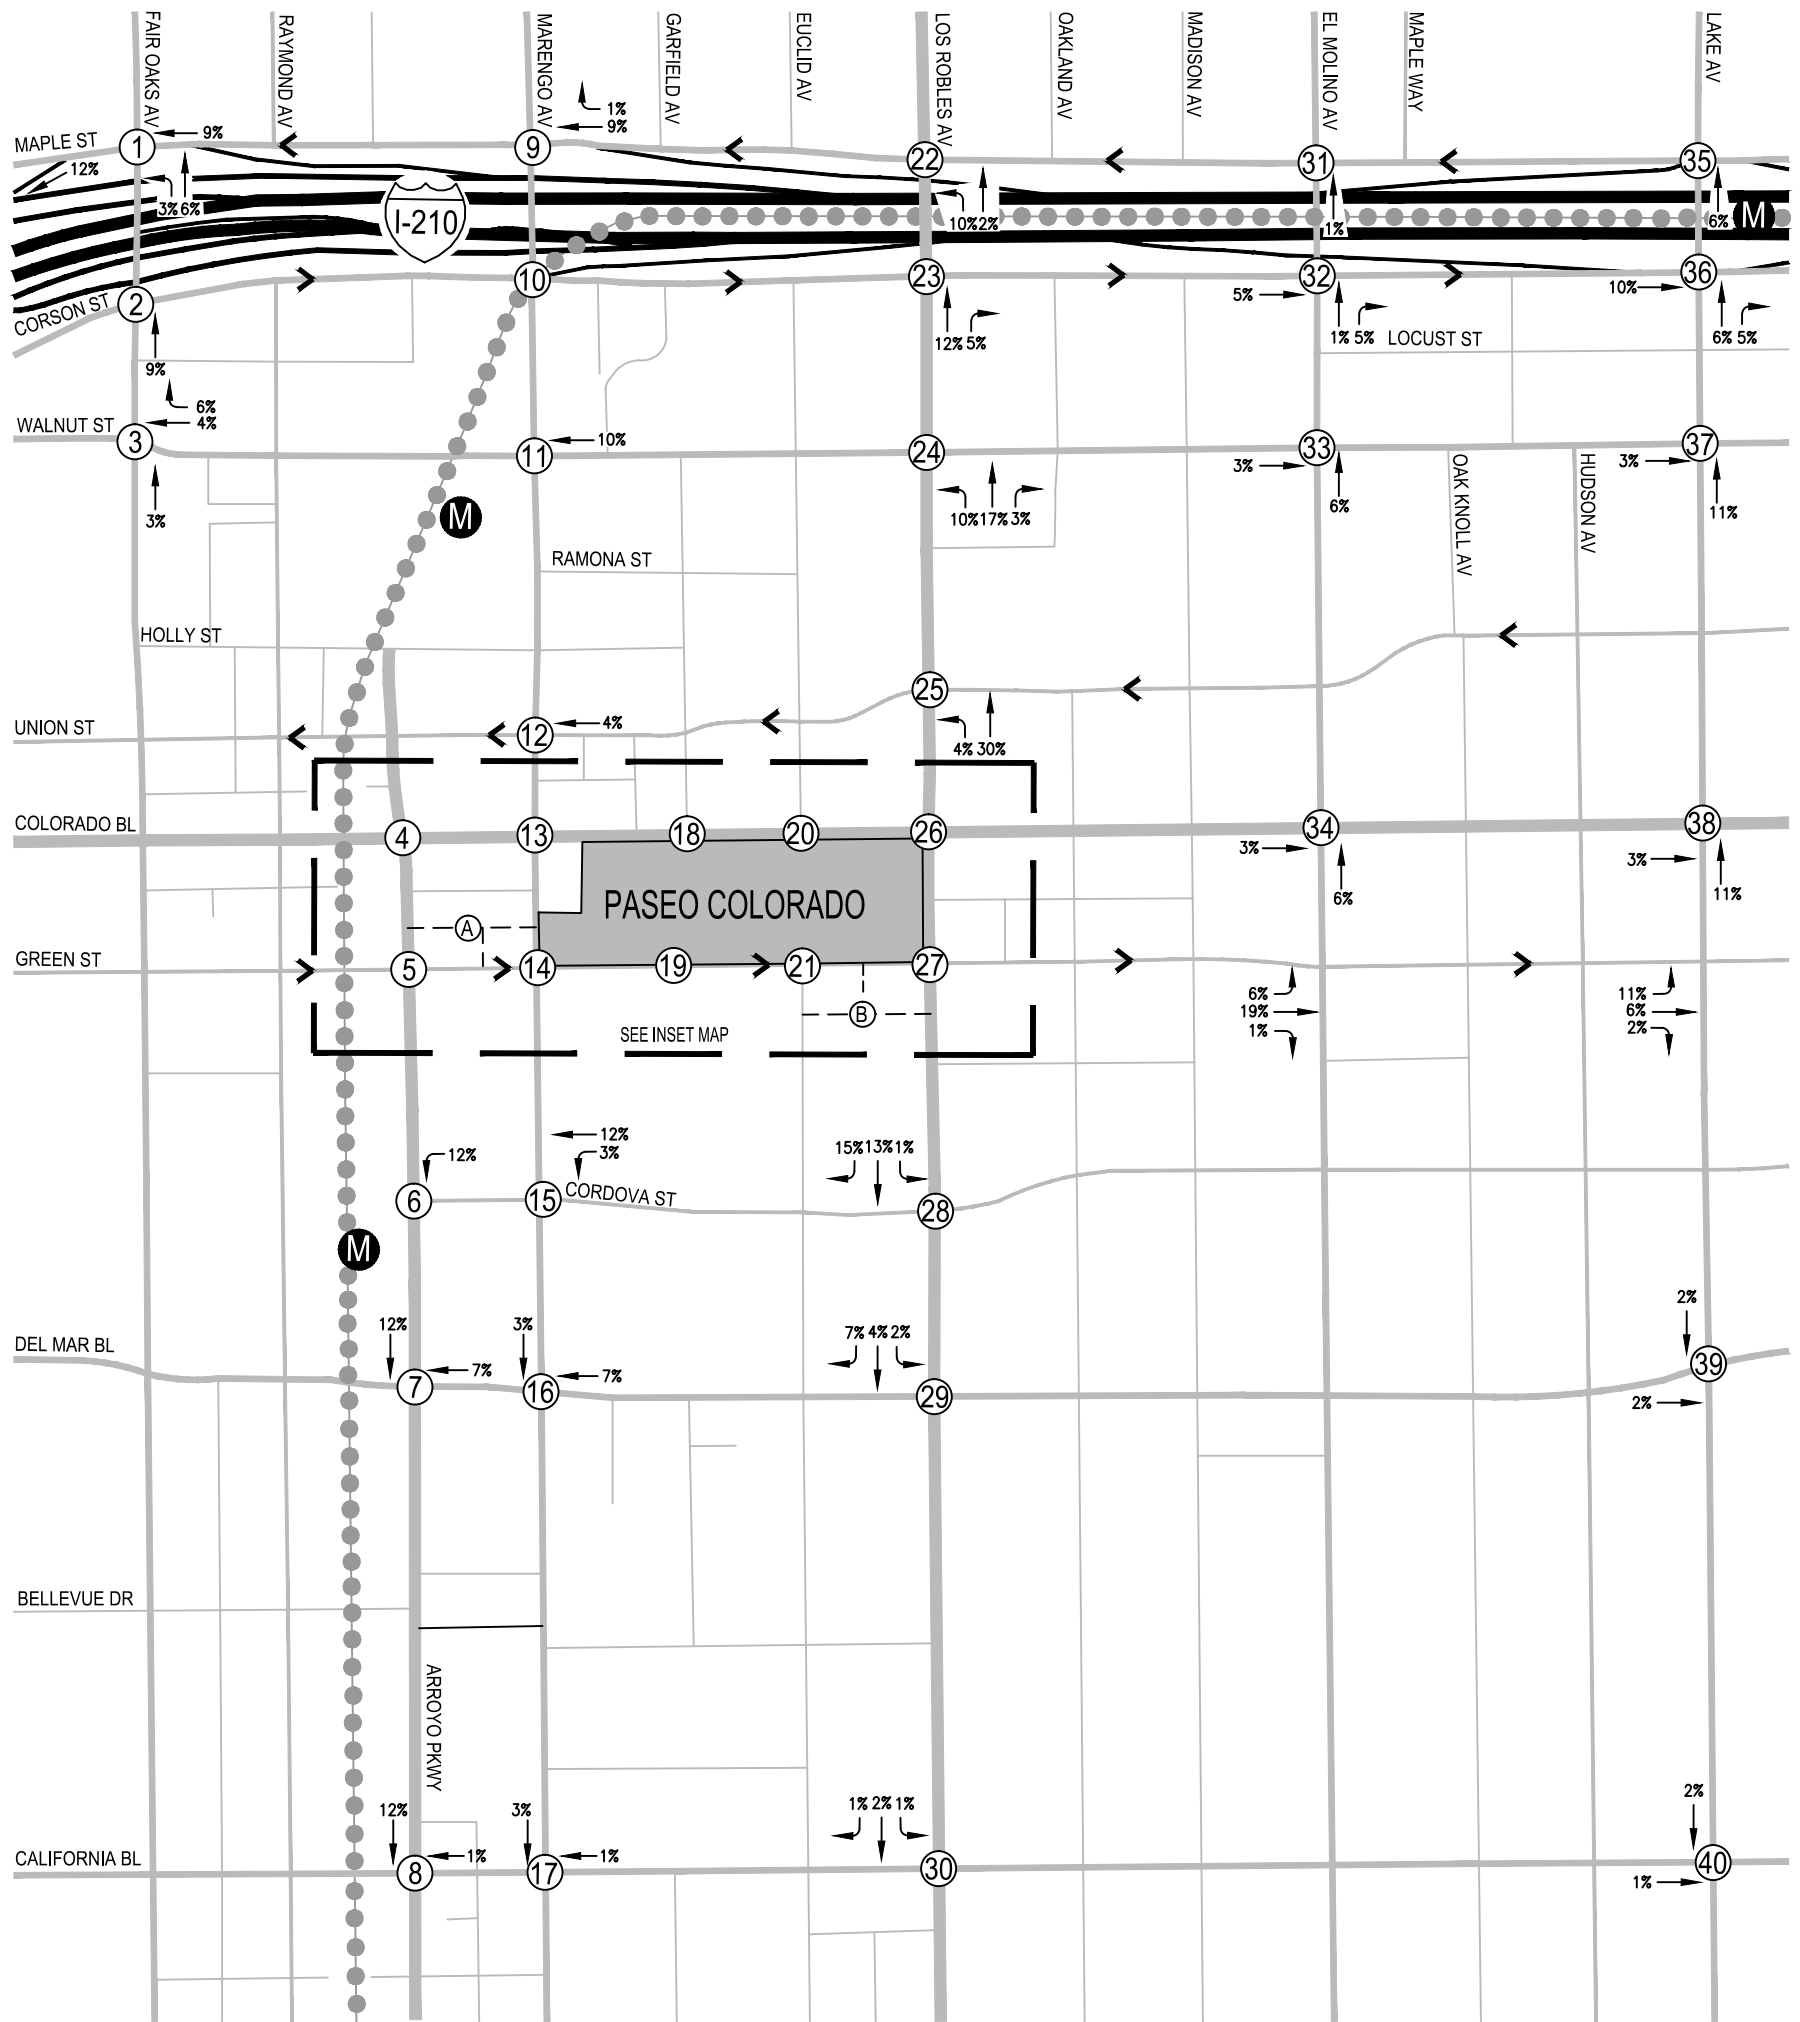 FAIR OAKS AV
RAYMOND AV
MARENGO AV
GARFIELD AV
EUCLID AV
LOS ROBLES AV
OAKLAND AV
MADISON AV
EL MOLINO AV
MAPLE WAY
LAKE AV
1%
9%
9%
MAPLE ST
1
9
22
31
35
12%
3% 6%
I-210
10% 2%
1%
6%
M
CORSON ST
2
10
23
32
36
5%
10%
9%
12% 5%
1% 5%
6% 5%
LOCUST ST
6%
4%
WALNUT ST
3
11
10%
24
33
37
3%
3%
3%
10% 17% 3%
6%
11%
OAK KNOLL AV
HUDSON AV
M
RAMONA ST
HOLLY ST
25
UNION ST
12
4%
4% 30%
COLORADO BL
4
13
18
20
26
34
38
3%
3%
6%
11%
PASEO COLORADO
A
GREEN ST
5
14
19
21
27
6%
19%
1%
11%
6%
2%
B
SEE INSET MAP
12%
3%
15% 13% 1%
12%
6
15
CORDOVA ST
28
M
12%
3%
7% 4% 2%
2%
DEL MAR BL
7
7%
16
7%
29
39
2%
BELLEVUE DR
ARROYO PKWY
12%
3%
1% 2% 1%
2%
CALIFORNIA BL
8
1%
17
1%
30
40
1%